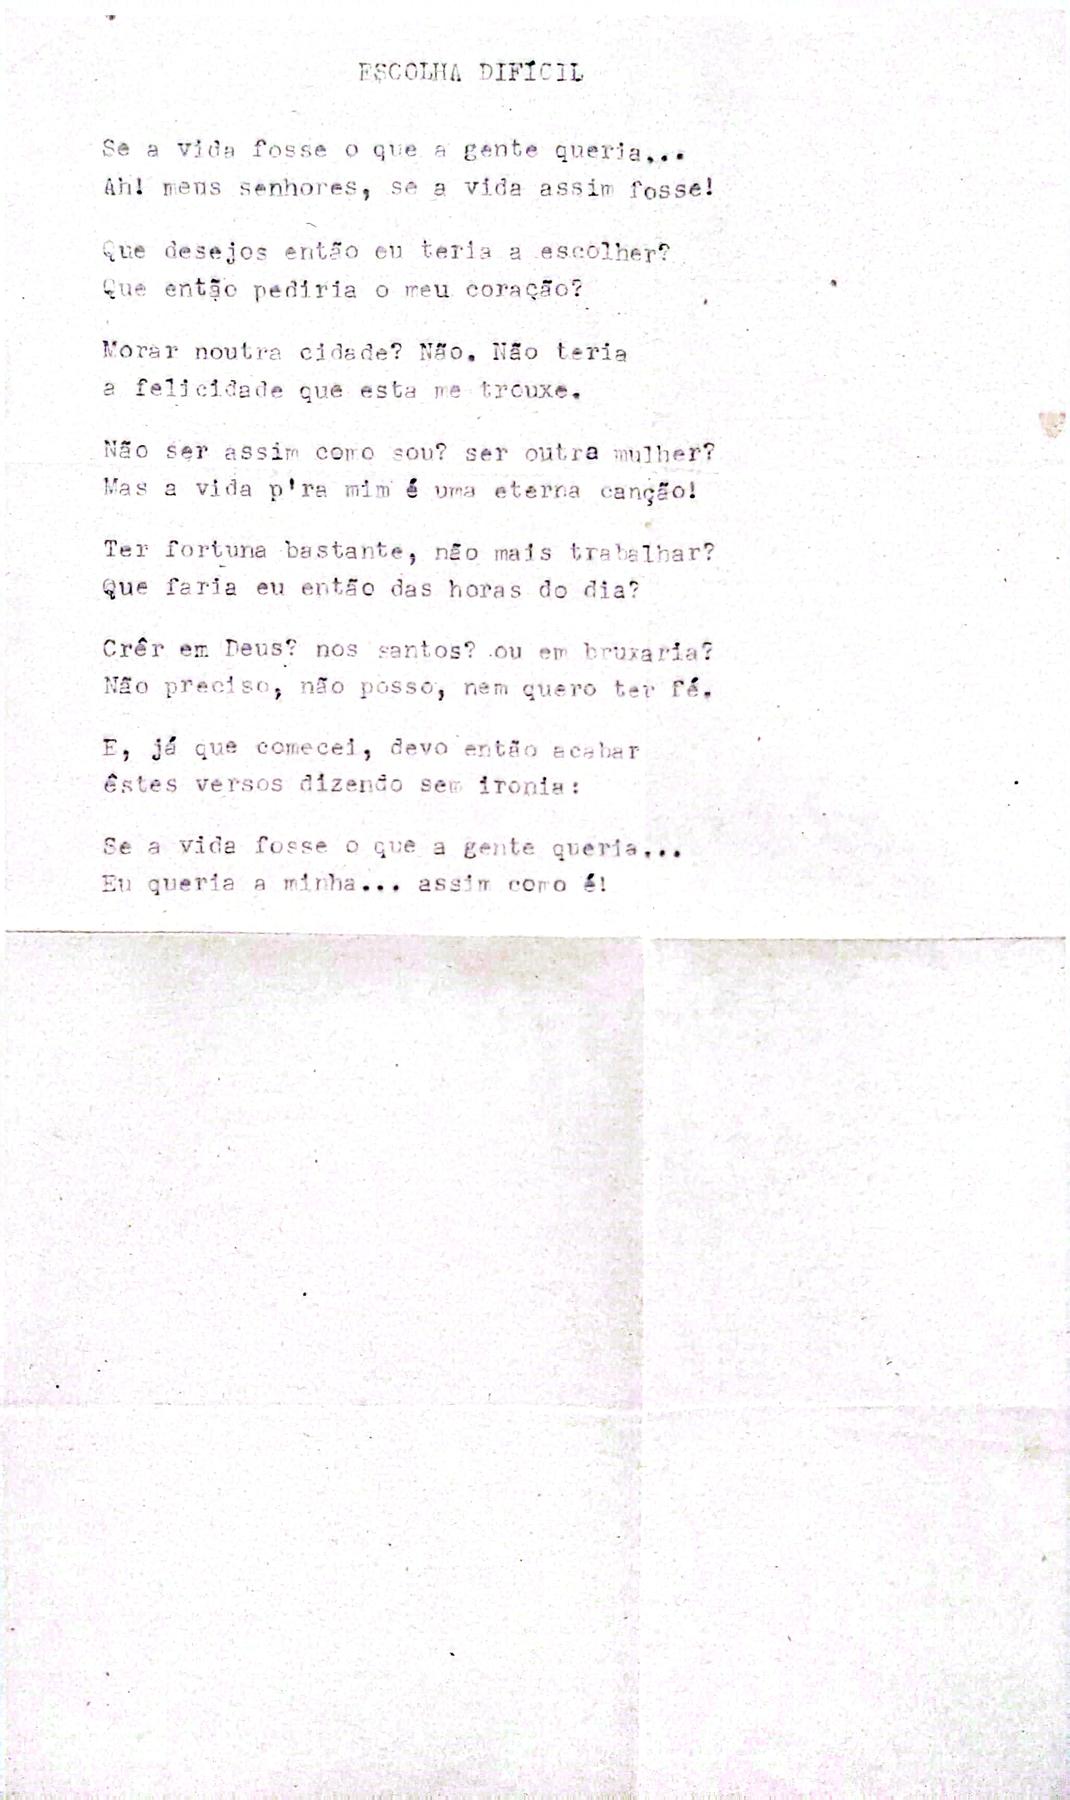 ESCOLHA DIFÍCIL
Se a vida fosse o que a gente queria...
Ah! meus senhores, se a vida assim fosse!
Que desejos então eu teria a escolher?
Que então pediria o meu coração?
Morar noutra cidade? Não. Não teria
a felicidade que esta me trouxe.
Não ser assim como sou? ser outra mulher?
Mas a vida p'ra mim é uma eterna canção!
Ter fortuna bastante, não mais trabalhar?
Que faria eu então das horas do dia?
Crêr em Deus? nos santos? ou em bruxaria?
Não preciso, não posso, nem quero ter fé.
E, já que comecei, devo então acabar
êstes versos dizendo sem ironia:
Se a vida fosse o que a gente queria...
Eu queria a minha... assim como é!